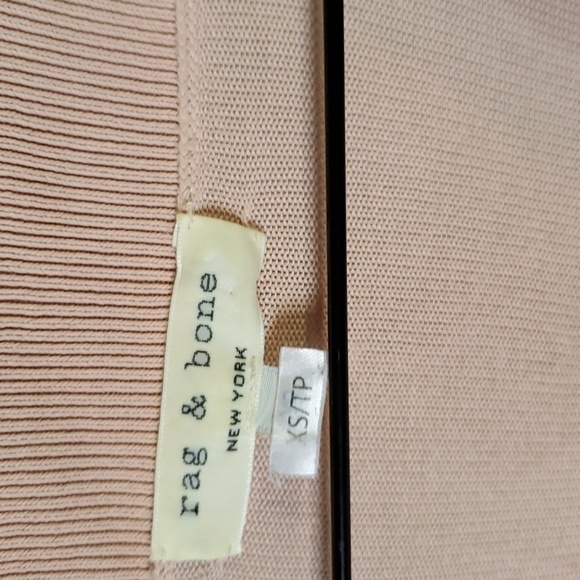 rag & bone
NEW YORK
XS/TP